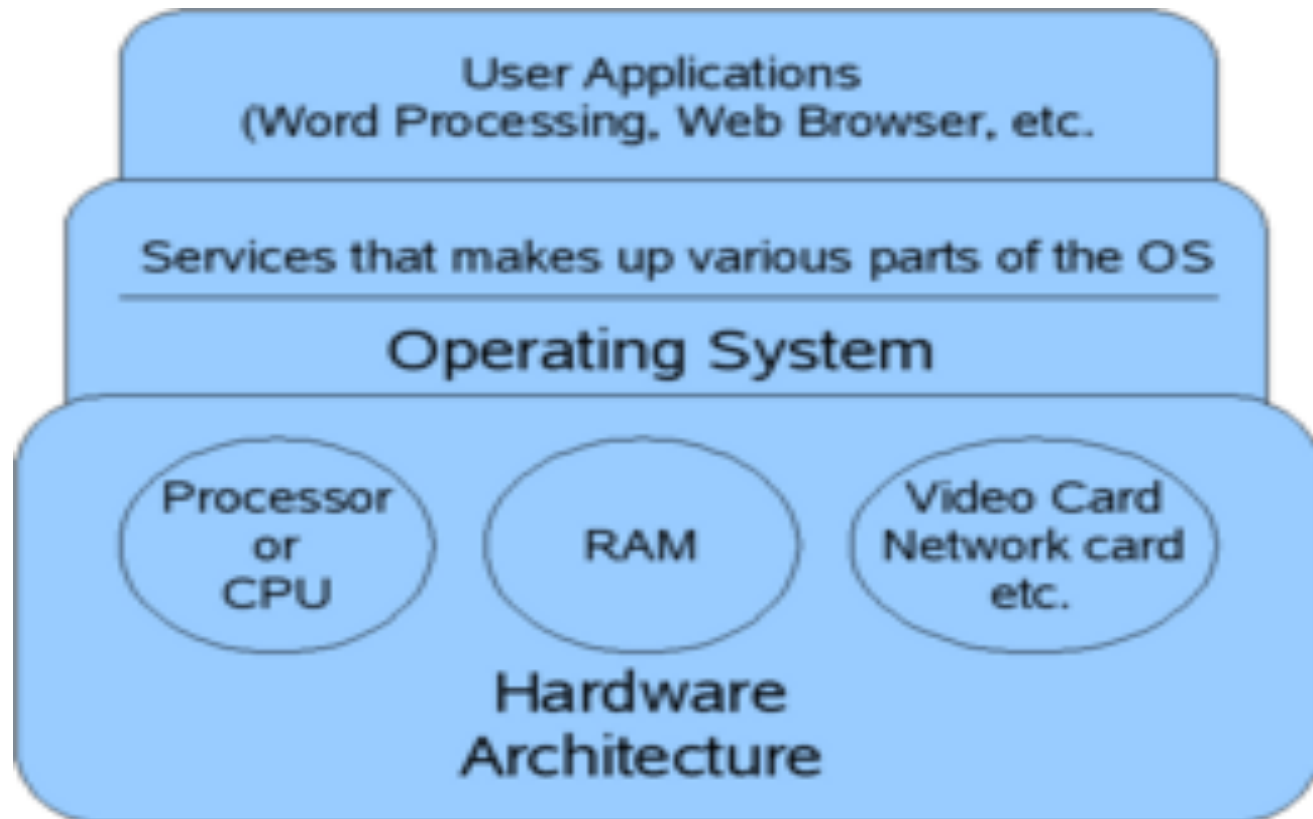 User Applications
(Word Processing, Web Browser, etc.
Services that makes up various parts of the OS
Operating System
Processor
or
CPU
RAM
Video Card
Network card
etc.
Hardware
Architecture